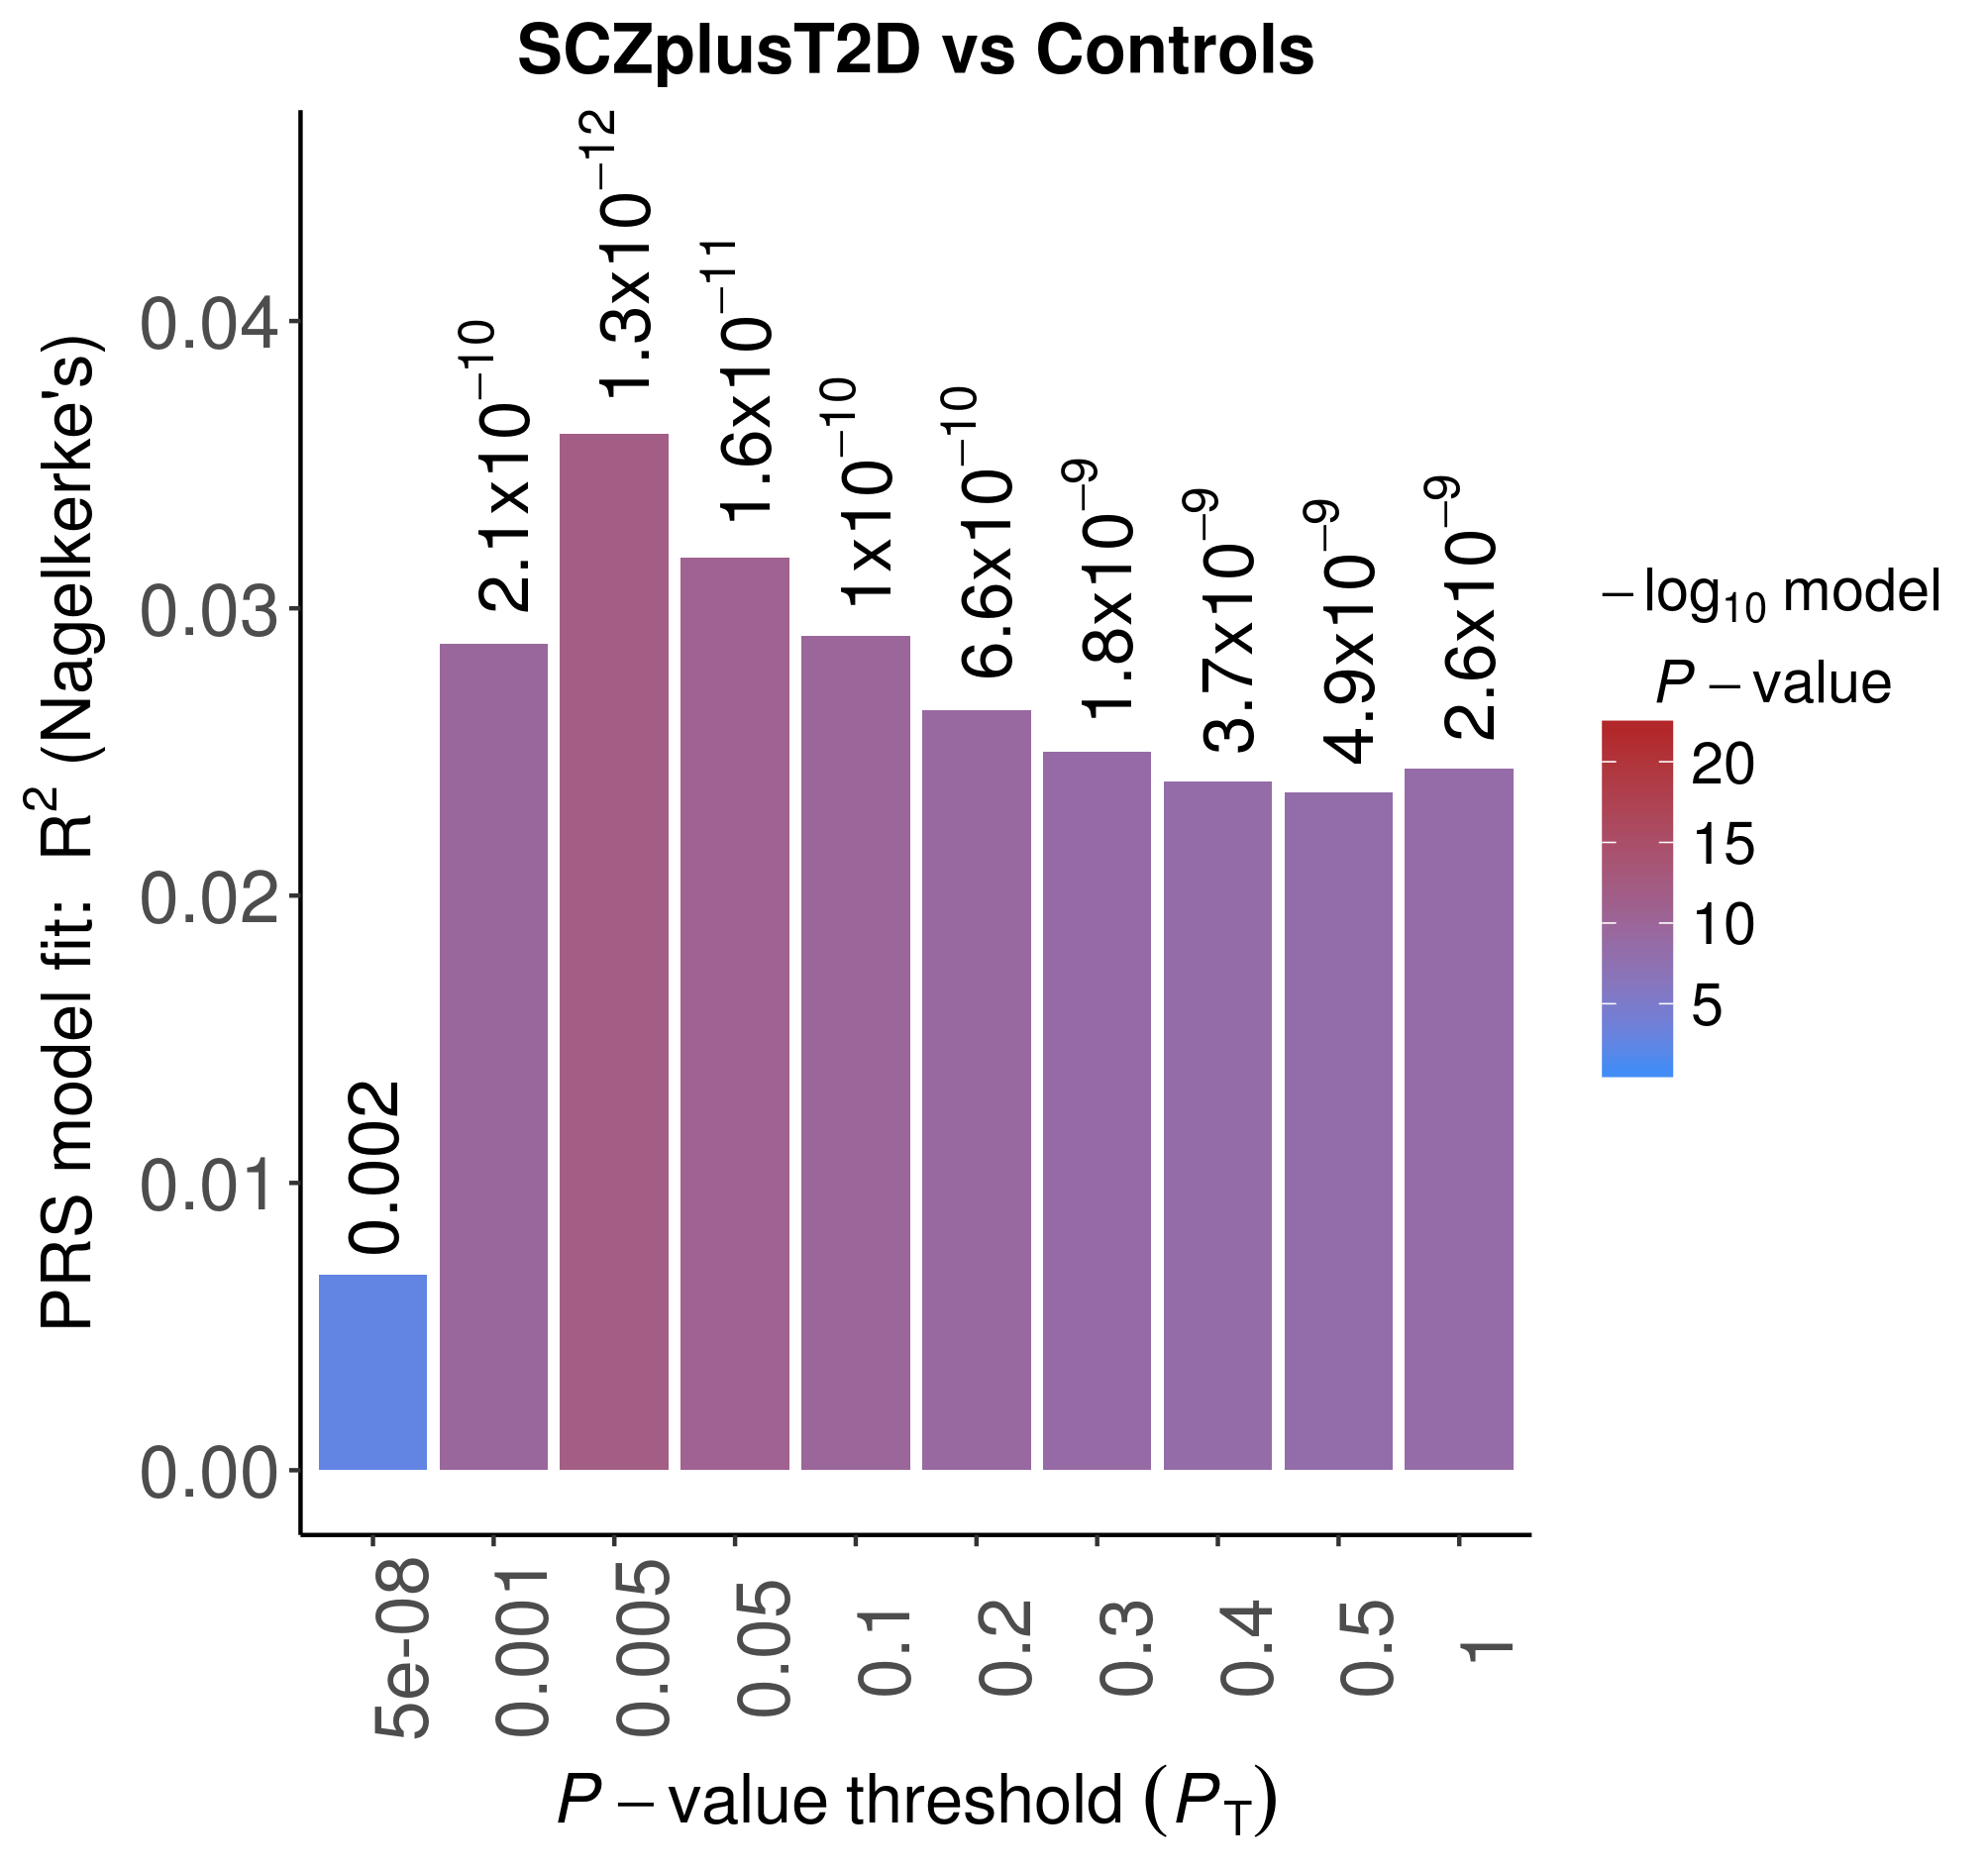 SCZplusT2D vs Controls
PRS model fit: R² (Nagelkerke's)
0.04
0.03
0.02
0.01
0.00
0.002
2.1x10⁻¹⁰
1.3x10⁻¹²
1.6x10⁻¹¹
1x10⁻¹⁰
6.6x10⁻¹⁰
1.8x10⁻⁹
3.7x10⁻⁹
4.9x10⁻⁹
2.6x10⁻⁹
5e-08
0.001
0.005
0.05
0.1
0.2
0.3
0.4
0.5
1
P – value threshold (P_T)
– log₁₀ model
P – value
20
15
10
5